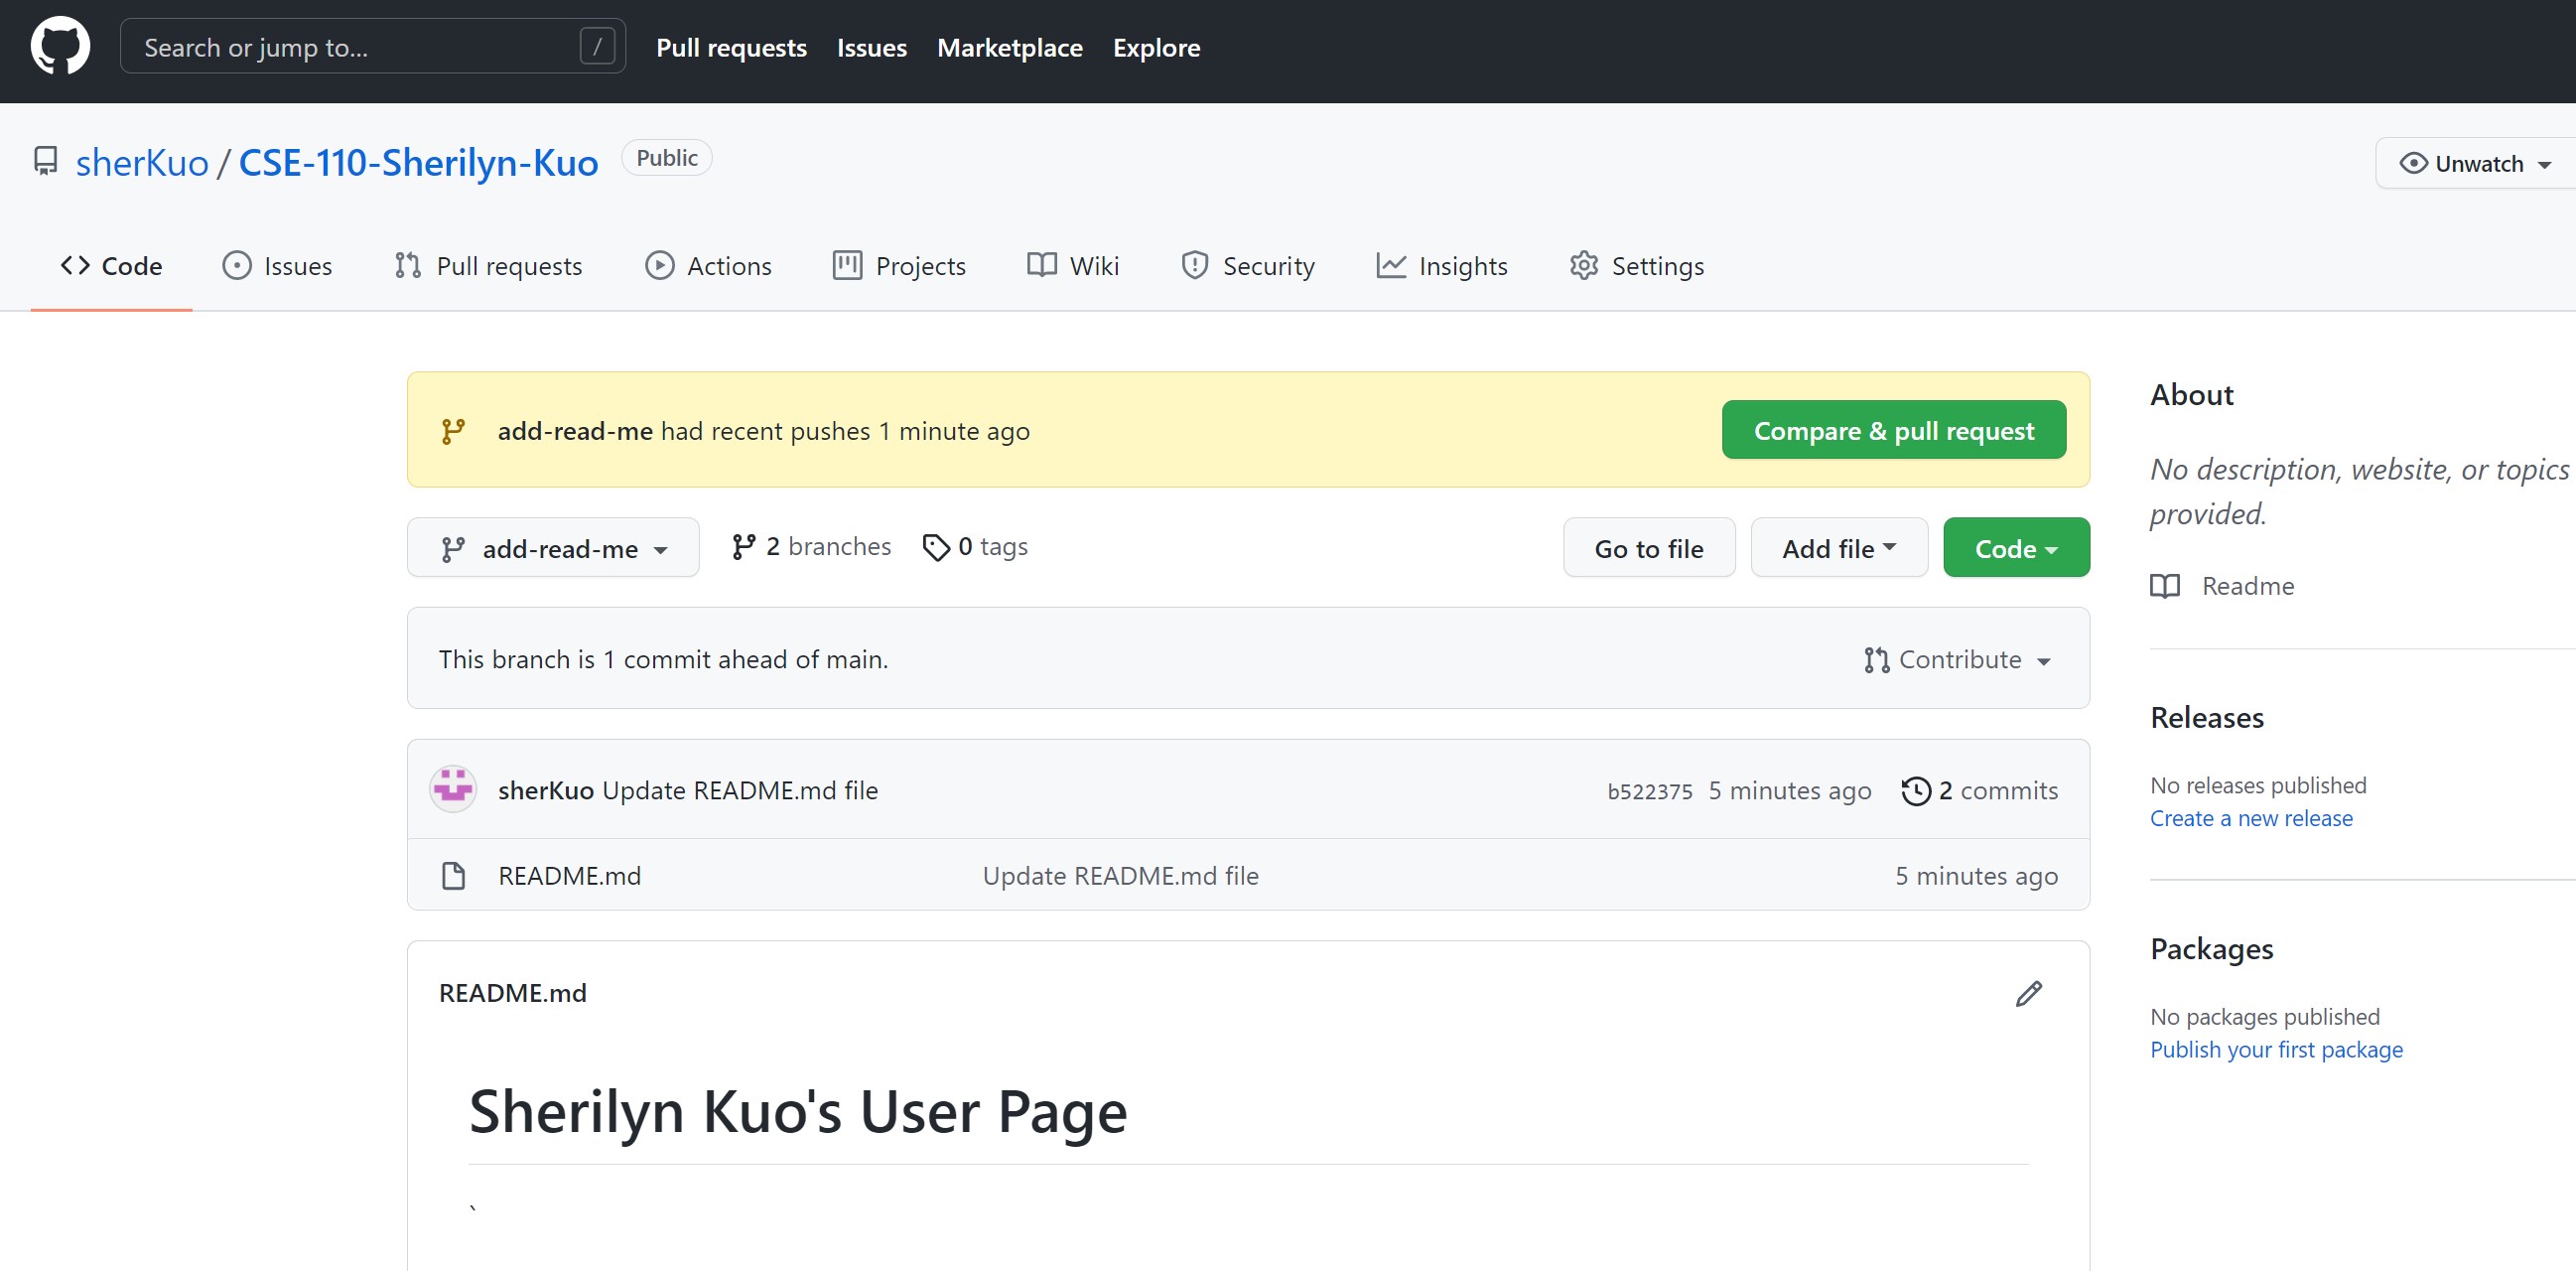 Search or jump to... /
Pull requests Issues Marketplace Explore
sherKuo / CSE-110-Sherilyn-Kuo Public
Unwatch
Code Issues Pull requests Actions Projects Wiki Security Insights Settings
add-read-me had recent pushes 1 minute ago
Compare & pull request
add-read-me 2 branches 0 tags
Go to file Add file Code
This branch is 1 commit ahead of main.
Contribute
sherKuo Update README.md file b522375 5 minutes ago 2 commits
README.md Update README.md file 5 minutes ago
README.md
Sherilyn Kuo's User Page
`
About
No description, website, or topics
provided.
Readme
Releases
No releases published
Create a new release
Packages
No packages published
Publish your first package